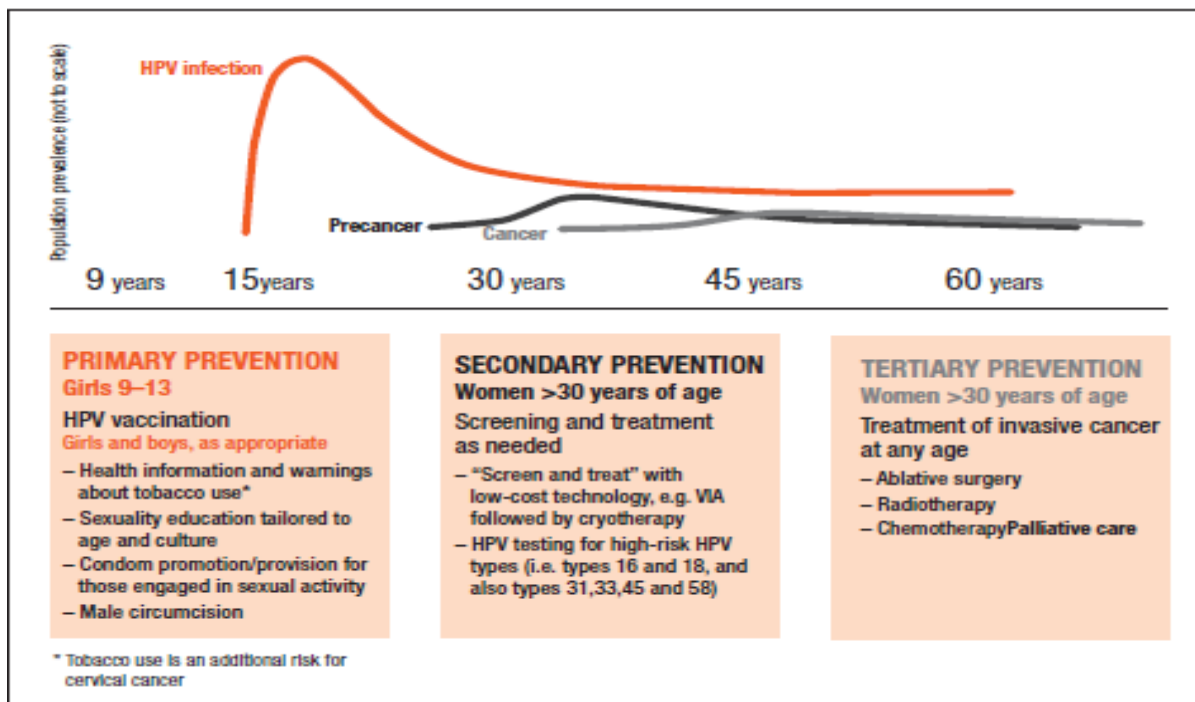 Population prevalence (not to scale)
HPV infection
Precancer
Cancer
9 years
15years
30 years
45 years
60 years
PRIMARY PREVENTION
Girls 9–13
HPV vaccination
Girls and boys, as appropriate
– Health information and warnings
about tobacco use*
– Sexuality education tailored to
age and culture
– Condom promotion/provision for
those engaged in sexual activity
– Male circumcision
SECONDARY PREVENTION
Women >30 years of age
Screening and treatment
as needed
– “Screen and treat” with
low-cost technology, e.g. VIA
followed by cryotherapy
– HPV testing for high-risk HPV
types (i.e. types 16 and 18, and
also types 31,33,45 and 58)
TERTIARY PREVENTION
Women >30 years of age
Treatment of invasive cancer
at any age
– Ablative surgery
– Radiotherapy
– ChemotherapyPalliative care
* Tobacco use is an additional risk for
cervical cancer